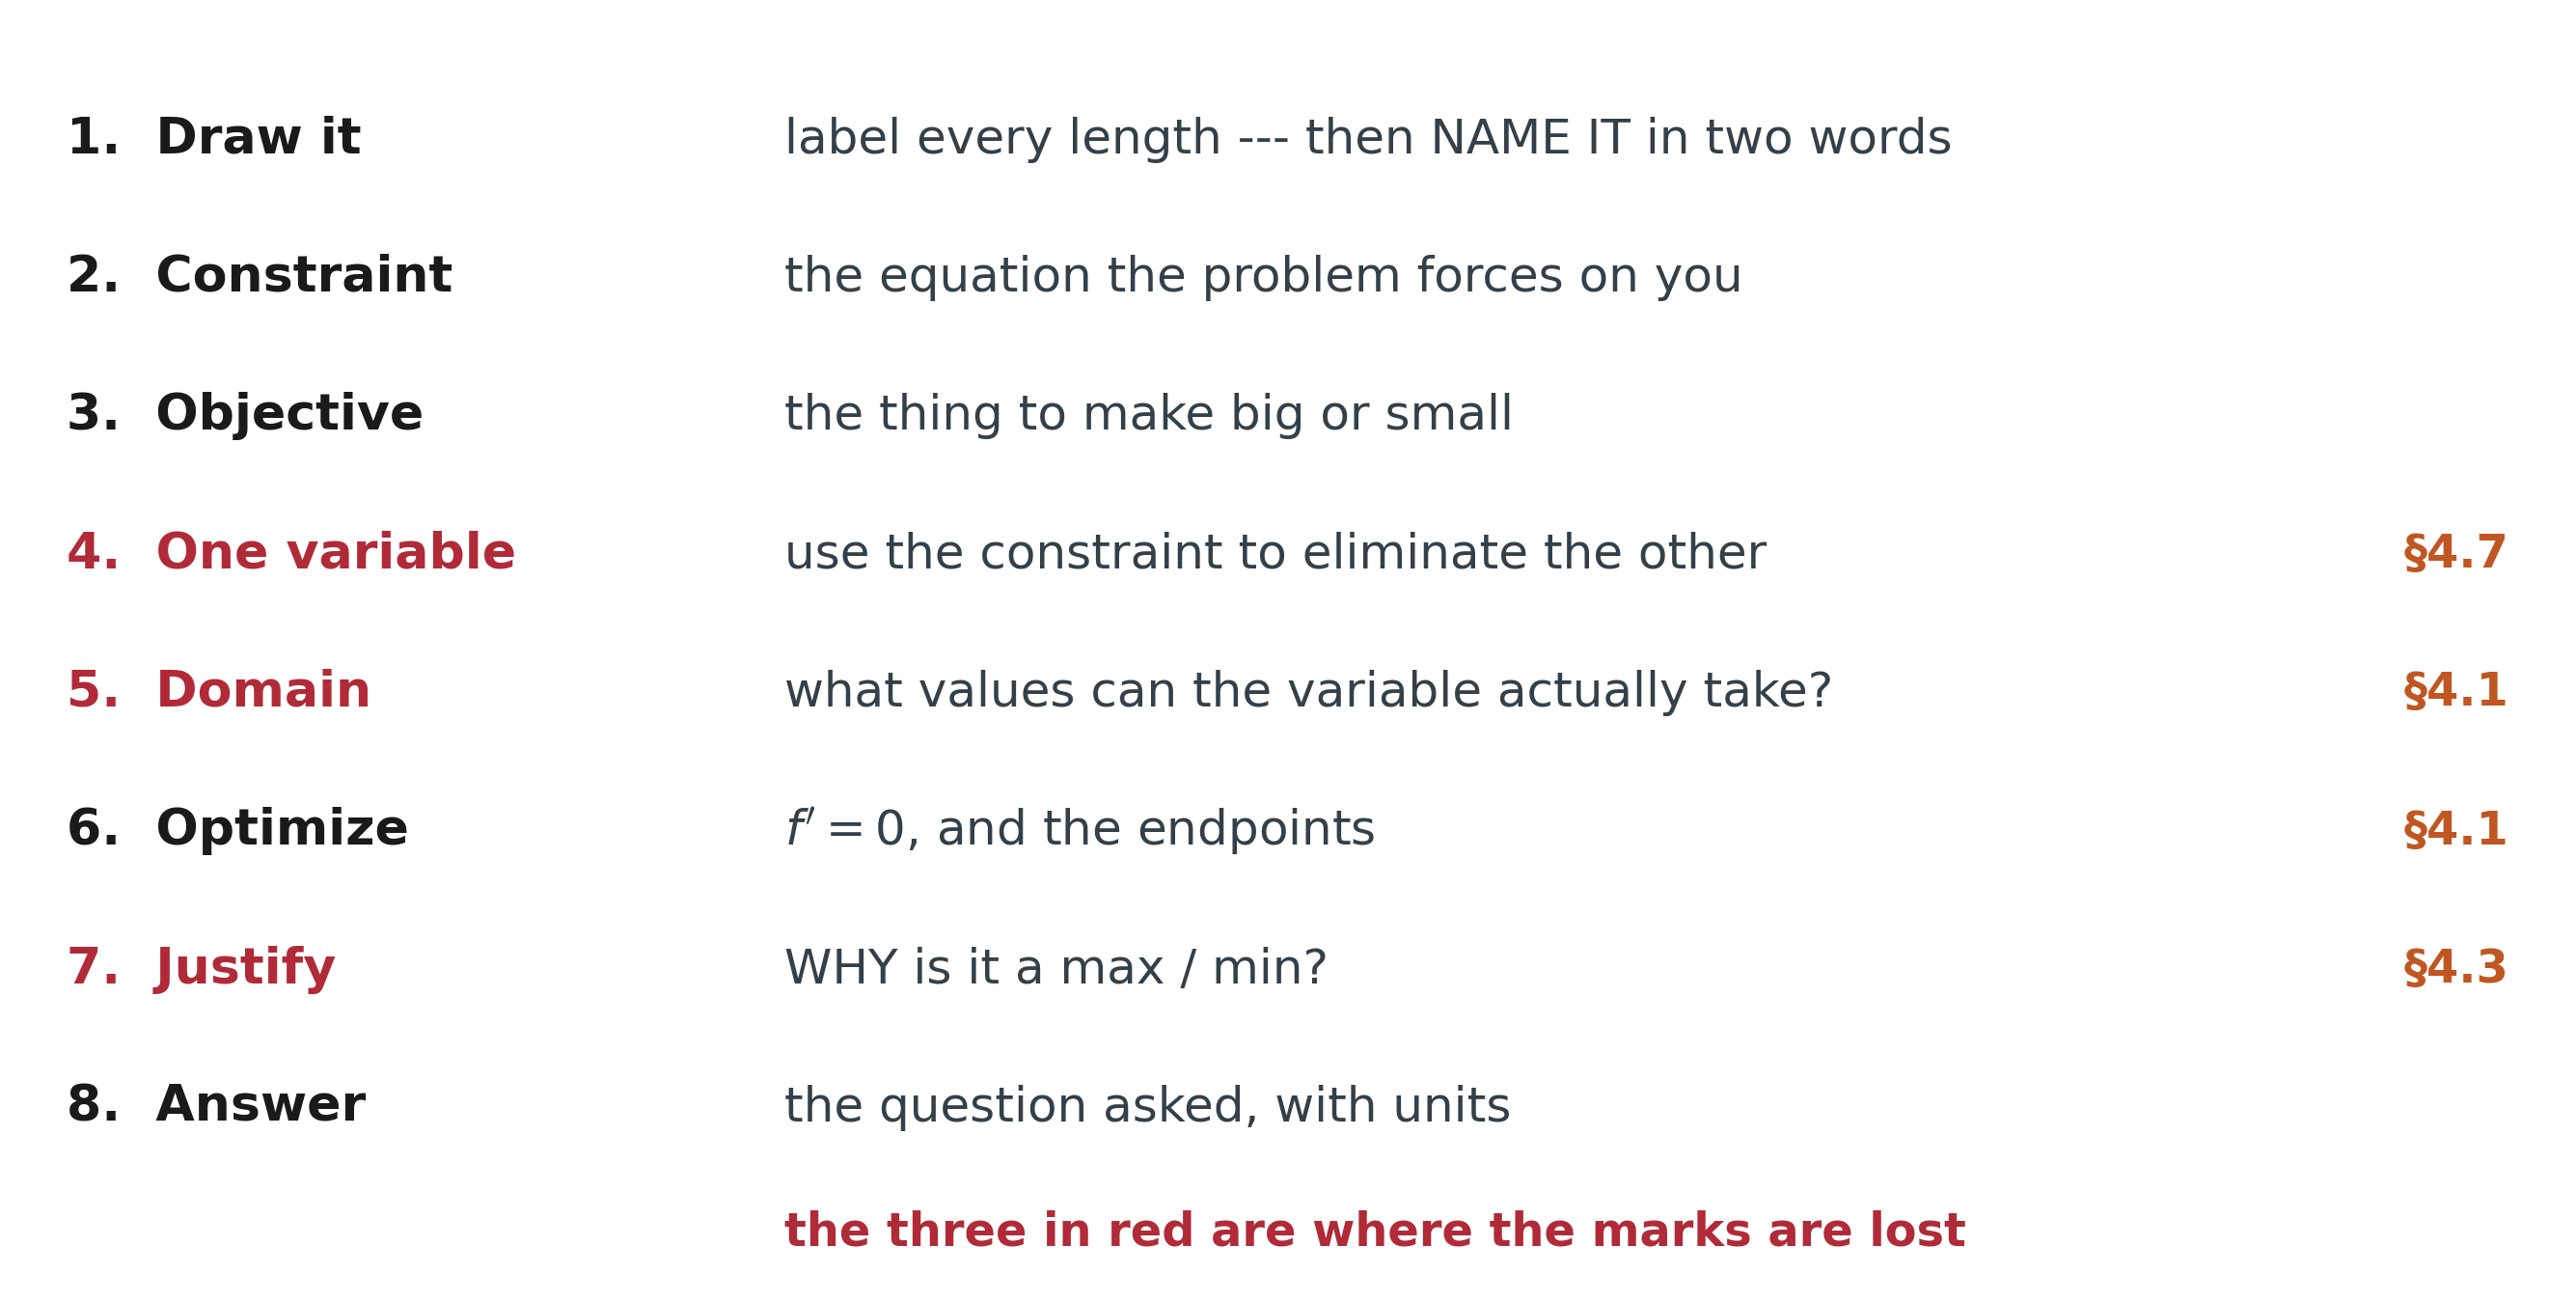 1. Draw it label every length --- then NAME IT in two words
2. Constraint the equation the problem forces on you
3. Objective the thing to make big or small
4. One variable use the constraint to eliminate the other §4.7
5. Domain what values can the variable actually take? §4.1
6. Optimize f′ = 0, and the endpoints §4.1
7. Justify WHY is it a max / min? §4.3
8. Answer the question asked, with units
the three in red are where the marks are lost